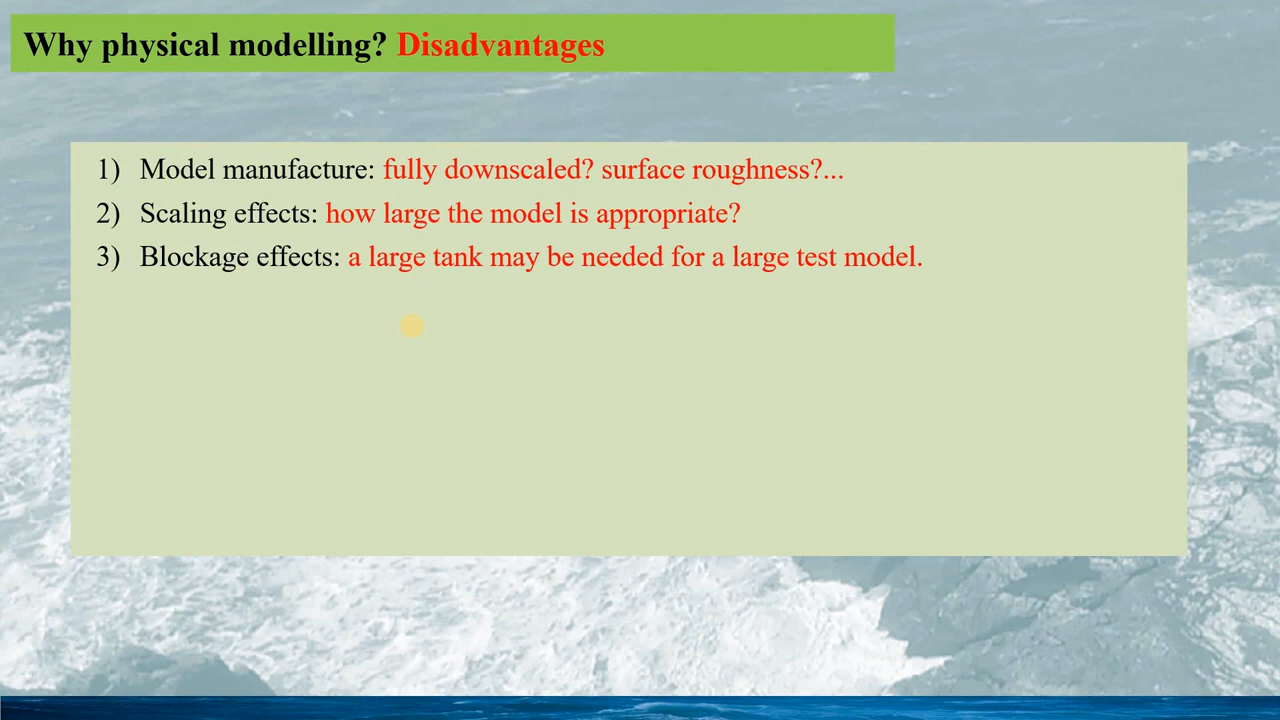 Why physical modelling? Disadvantages
1) Model manufacture: fully downscaled? surface roughness?...
2) Scaling effects: how large the model is appropriate?
3) Blockage effects: a large tank may be needed for a large test model.